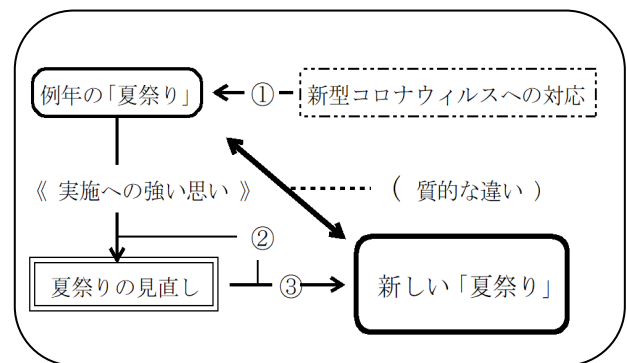 例年の「夏祭り」
①
新型コロナウィルスへの対応
《 実施への強い思い 》
( 質的な違い )
②
夏祭りの見直し
③
新しい「夏祭り」